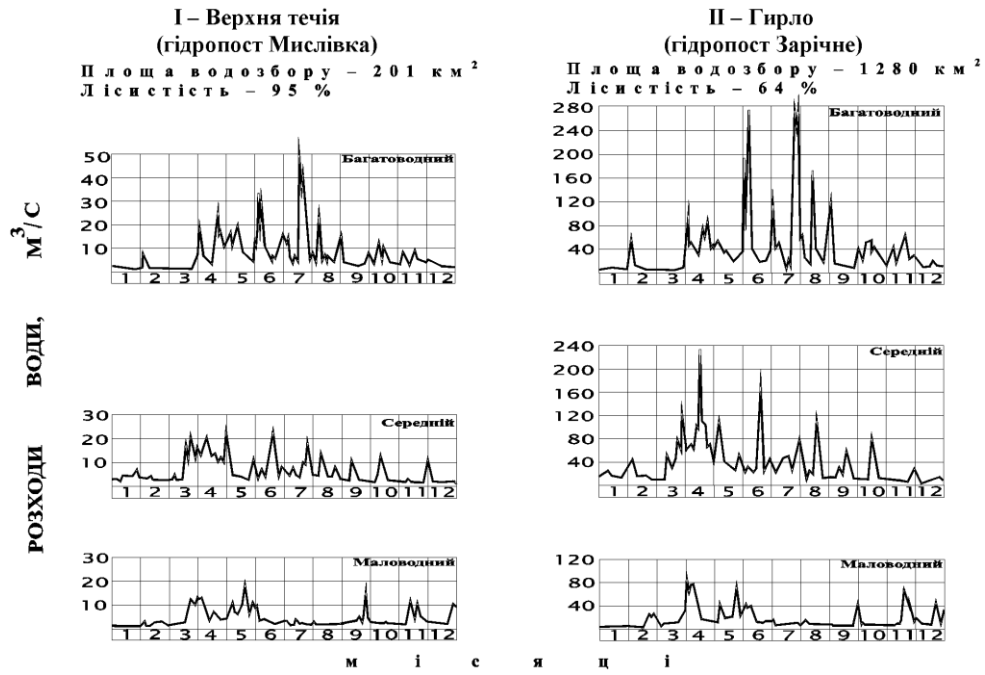 І – Верхня течія
(гідропост Мислівка)
Площа водозбору – 201 км²
Лісистість – 95 %
ІІ – Гирло
(гідропост Зарічне)
Площа водозбору – 1280 км²
Лісистість – 64 %
РОЗХОДИ ВОДИ, М³/С
Багатоводний
50
40
30
20
10
1 2 3 4 5 6 7 8 9 10 11 12
Багатоводний
280
240
200
160
120
80
40
1 2 3 4 5 6 7 8 9 10 11 12
Середній
30
20
10
1 2 3 4 5 6 7 8 9 10 11 12
Середній
240
200
160
120
80
40
1 2 3 4 5 6 7 8 9 10 11 12
Маловодний
30
20
10
1 2 3 4 5 6 7 8 9 10 11 12
Маловодний
120
80
40
1 2 3 4 5 6 7 8 9 10 11 12
місяці